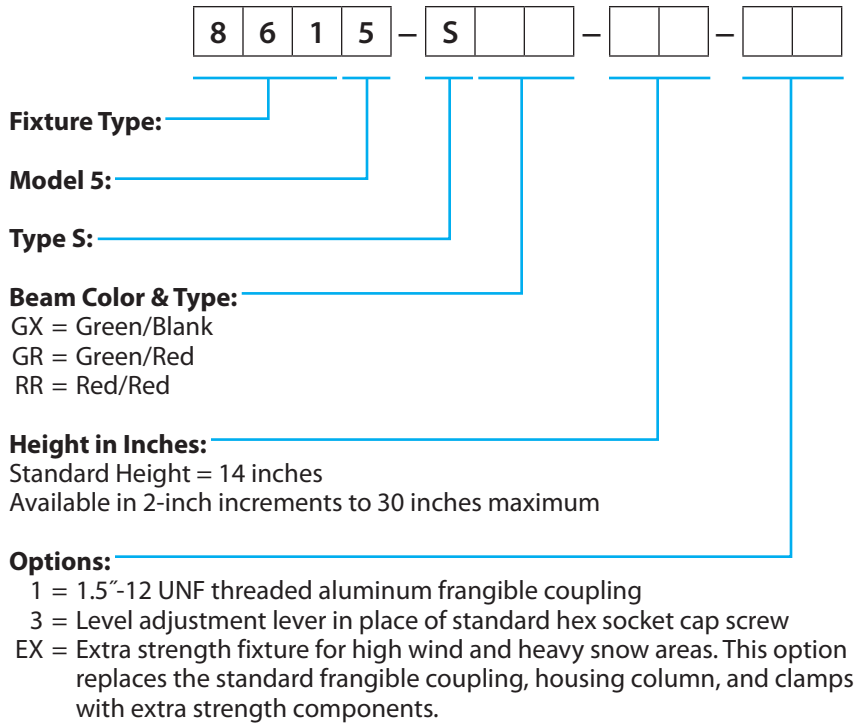 8 6 1 5 – S – –
Fixture Type:
Model 5:
Type S:
Beam Color & Type:
GX = Green/Blank
GR = Green/Red
RR = Red/Red
Height in Inches:
Standard Height = 14 inches
Available in 2-inch increments to 30 inches maximum
Options:
1 = 1.5˝-12 UNF threaded aluminum frangible coupling
3 = Level adjustment lever in place of standard hex socket cap screw
EX = Extra strength fixture for high wind and heavy snow areas. This option
replaces the standard frangible coupling, housing column, and clamps
with extra strength components.